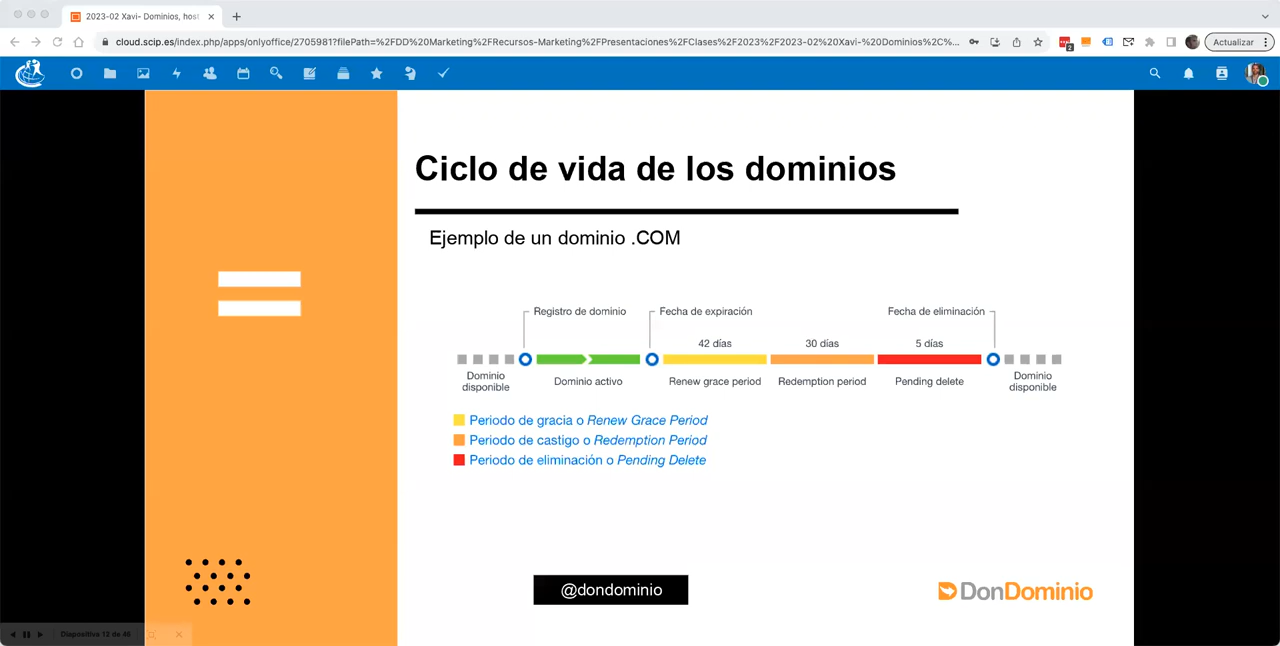 2023-02 Xavi- Dominios, host
cloud.scip.es/index.php/apps/onlyoffice/2705981?filePath=%2FDD%20Marketing%2FRecursos-Marketing%2FPresentaciones%2FClases%2F2023%2F2023-02%20Xavi-%20Dominios%2C%...
2
Actualizar
Ciclo de vida de los dominios
Ejemplo de un dominio .COM
Registro de dominio
Fecha de expiración
Fecha de eliminación
42 días
30 días
5 días
Dominio disponible
Dominio activo
Renew grace period
Redemption period
Pending delete
Dominio disponible
Periodo de gracia o Renew Grace Period
Periodo de castigo o Redemption Period
Periodo de eliminación o Pending Delete
@dondominio
DonDominio
Diapositiva 12 de 46